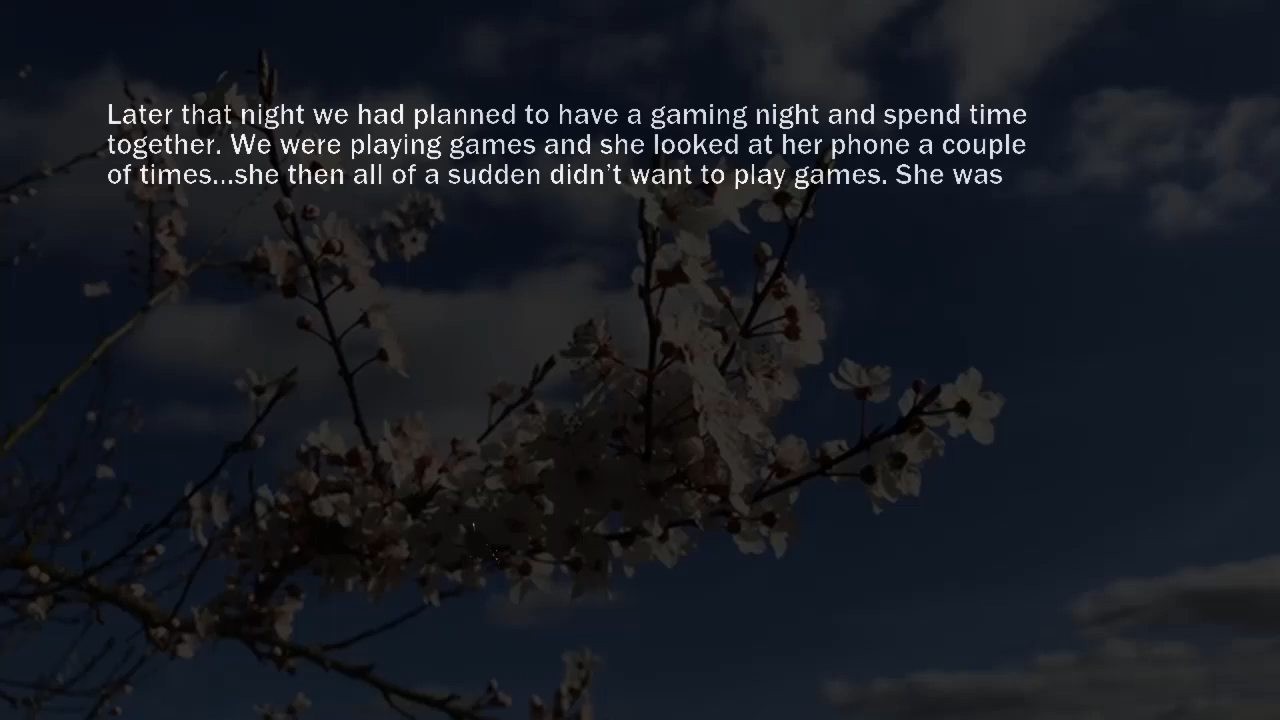 Later that night we had planned to have a gaming night and spend time
together. We were playing games and she looked at her phone a couple
of times...she then all of a sudden didn't want to play games. She was